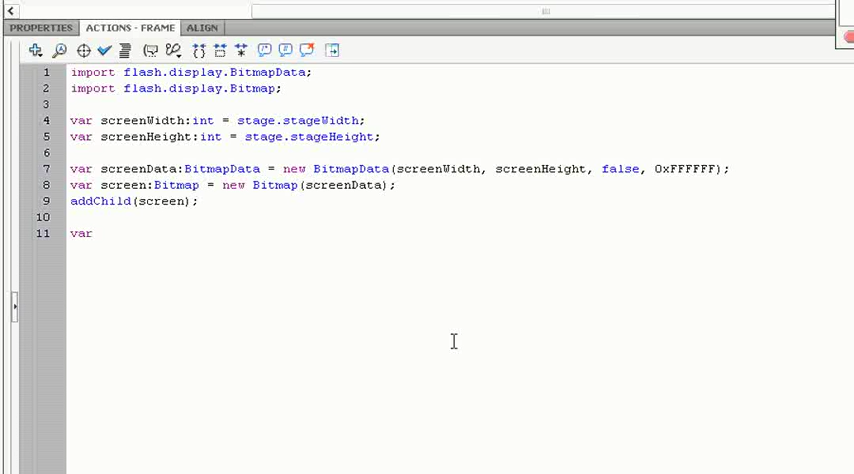 PROPERTIES ACTIONS - FRAME ALIGN
1 import flash.display.BitmapData;
2 import flash.display.Bitmap;
3
4 var screenWidth:int = stage.stageWidth;
5 var screenHeight:int = stage.stageHeight;
6
7 var screenData:BitmapData = new BitmapData(screenWidth, screenHeight, false, 0xFFFFFF);
8 var screen:Bitmap = new Bitmap(screenData);
9 addChild(screen);
10
11 var